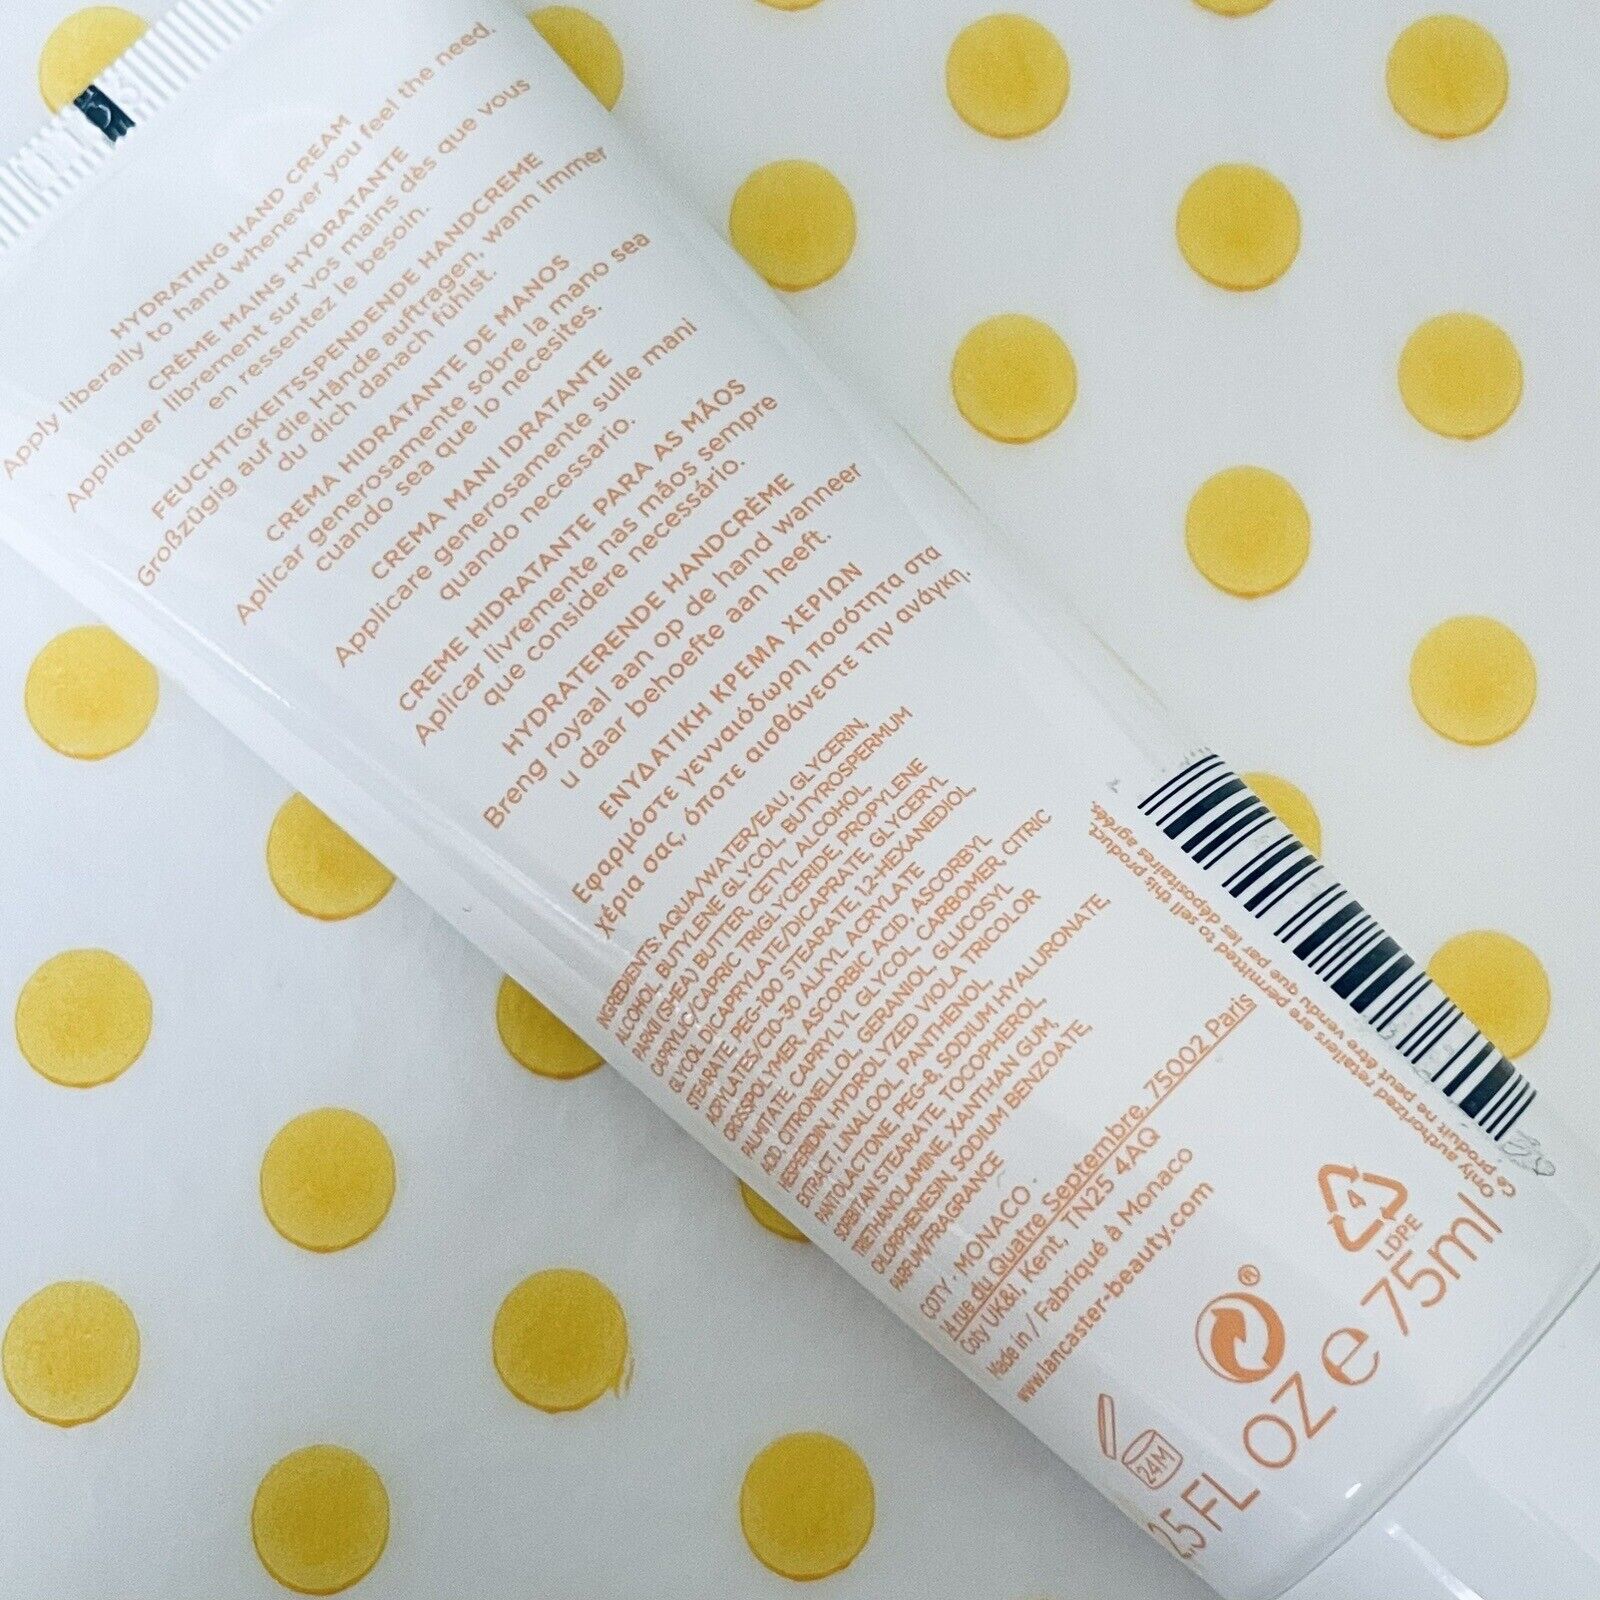 HYDRATING HAND CREAM
Apply liberally to hand whenever you feel the need.
CRÈME MAINS HYDRATANTE
Appliquer librement sur vos mains dès que vous
en ressentez le besoin.
FEUCHTIGKEITSSPENDENDE HANDCREME
Großzügig auf die Hände auftragen, wann immer
du dich danach fühlst.
CREMA HIDRATANTE DE MANOS
Aplicar generosamente sobre la mano sea
cuando sea que lo necesites.
CREMA MANI IDRATANTE
Applicare generosamente sulle mani
quando necessario.
CREME HIDRATANTE PARA AS MÃOS
Aplicar livremente nas mãos sempre
que considere necessário.
HYDRATERENDE HANDCRÈME
Breng royaal aan op de hand wanneer
u daar behoefte aan heeft.
ΕΝΥΔΑΤΙΚΗ ΚΡΕΜΑ ΧΕΡΙΩΝ
Εφαρμόστε γενναιόδωρη ποσότητα στα
χέρια σας, όποτε αισθάνεστε την ανάγκη.
INGREDIENTS: AQUA/WATER/EAU, GLYCERIN,
ALCOHOL, BUTYLENE GLYCOL, BUTYROSPERMUM
PARKII (SHEA) BUTTER, CETYL ALCOHOL,
CAPRYLIC/CAPRIC TRIGLYCERIDE, PROPYLENE
GLYCOL DICAPRYLATE/DICAPRATE, GLYCERYL
STEARATE, PEG-100 STEARATE, 1,2-HEXANEDIOL,
ACRYLATES/C10-30 ALKYL ACRYLATE
CROSSPOLYMER, ASCORBIC ACID, ASCORBYL
PALMITATE, CAPRYLYL GLYCOL, CARBOMER, CITRIC
ACID, CITRONELLOL, GERANIOL, GLUCOSYL
HESPERIDIN, HYDROLYZED VIOLA TRICOLOR
EXTRACT, LINALOOL, PANTHENOL,
PANTOLACTONE, PEG-8, SODIUM HYALURONATE,
SORBITAN STEARATE, TOCOPHEROL,
TRIETHANOLAMINE, XANTHAN GUM,
CHLORPHENESIN, SODIUM BENZOATE,
PARFUM/FRAGRANCE
COTY · MONACO ·
14 rue du Quatre Septembre, 75002 Paris
Coty UK&I, Kent, TN25 4AQ
Made in / Fabriqué à Monaco
www.lancaster-beauty.com
24M
2.5 FL OZ e 75ml
®
4
LDPE
Only authorized retailers are permitted to sell this product.
Ce produit ne peut être vendu que par les dépositaires agréés.